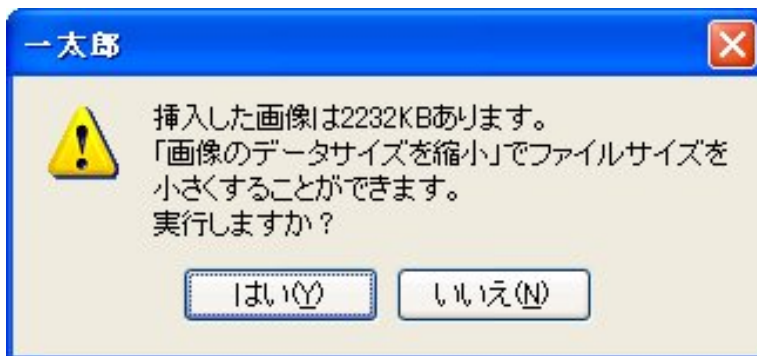 一太郎
挿入した画像は2232KBあります。
「画像のデータサイズを縮小」でファイルサイズを
小さくすることができます。
実行しますか？
はい(Y) いいえ(N)